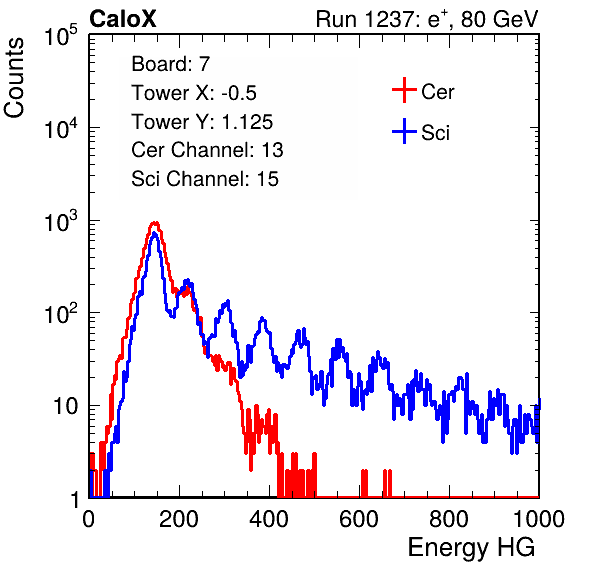 CaloX Run 1237: e+, 80 GeV
Counts
Board: 7
Tower X: -0.5
Tower Y: 1.125
Cer Channel: 13
Sci Channel: 15
Cer
Sci
10^5
10^4
10^3
10^2
10
1
0 200 400 600 800 1000
Energy HG